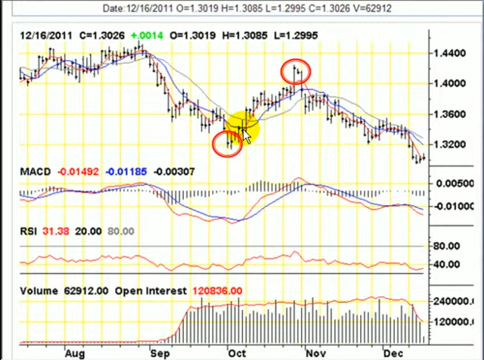 Date: 12/16/2011 O=1.3019 H=1.3085 L=1.2995 C=1.3026 V=62912
12/16/2011 C=1.3026 +.0014 O=1.3019 H=1.3085 L=1.2995
1.4400
1.4000
1.3600
1.3200
MACD -0.01492 -0.01185 -0.00307
0.00500
-0.01000
RSI 31.38 20.00 80.00
80.00
40.00
Volume 62912.00 Open Interest 120836.00
240000.
120000.
Aug Sep Oct Nov Dec